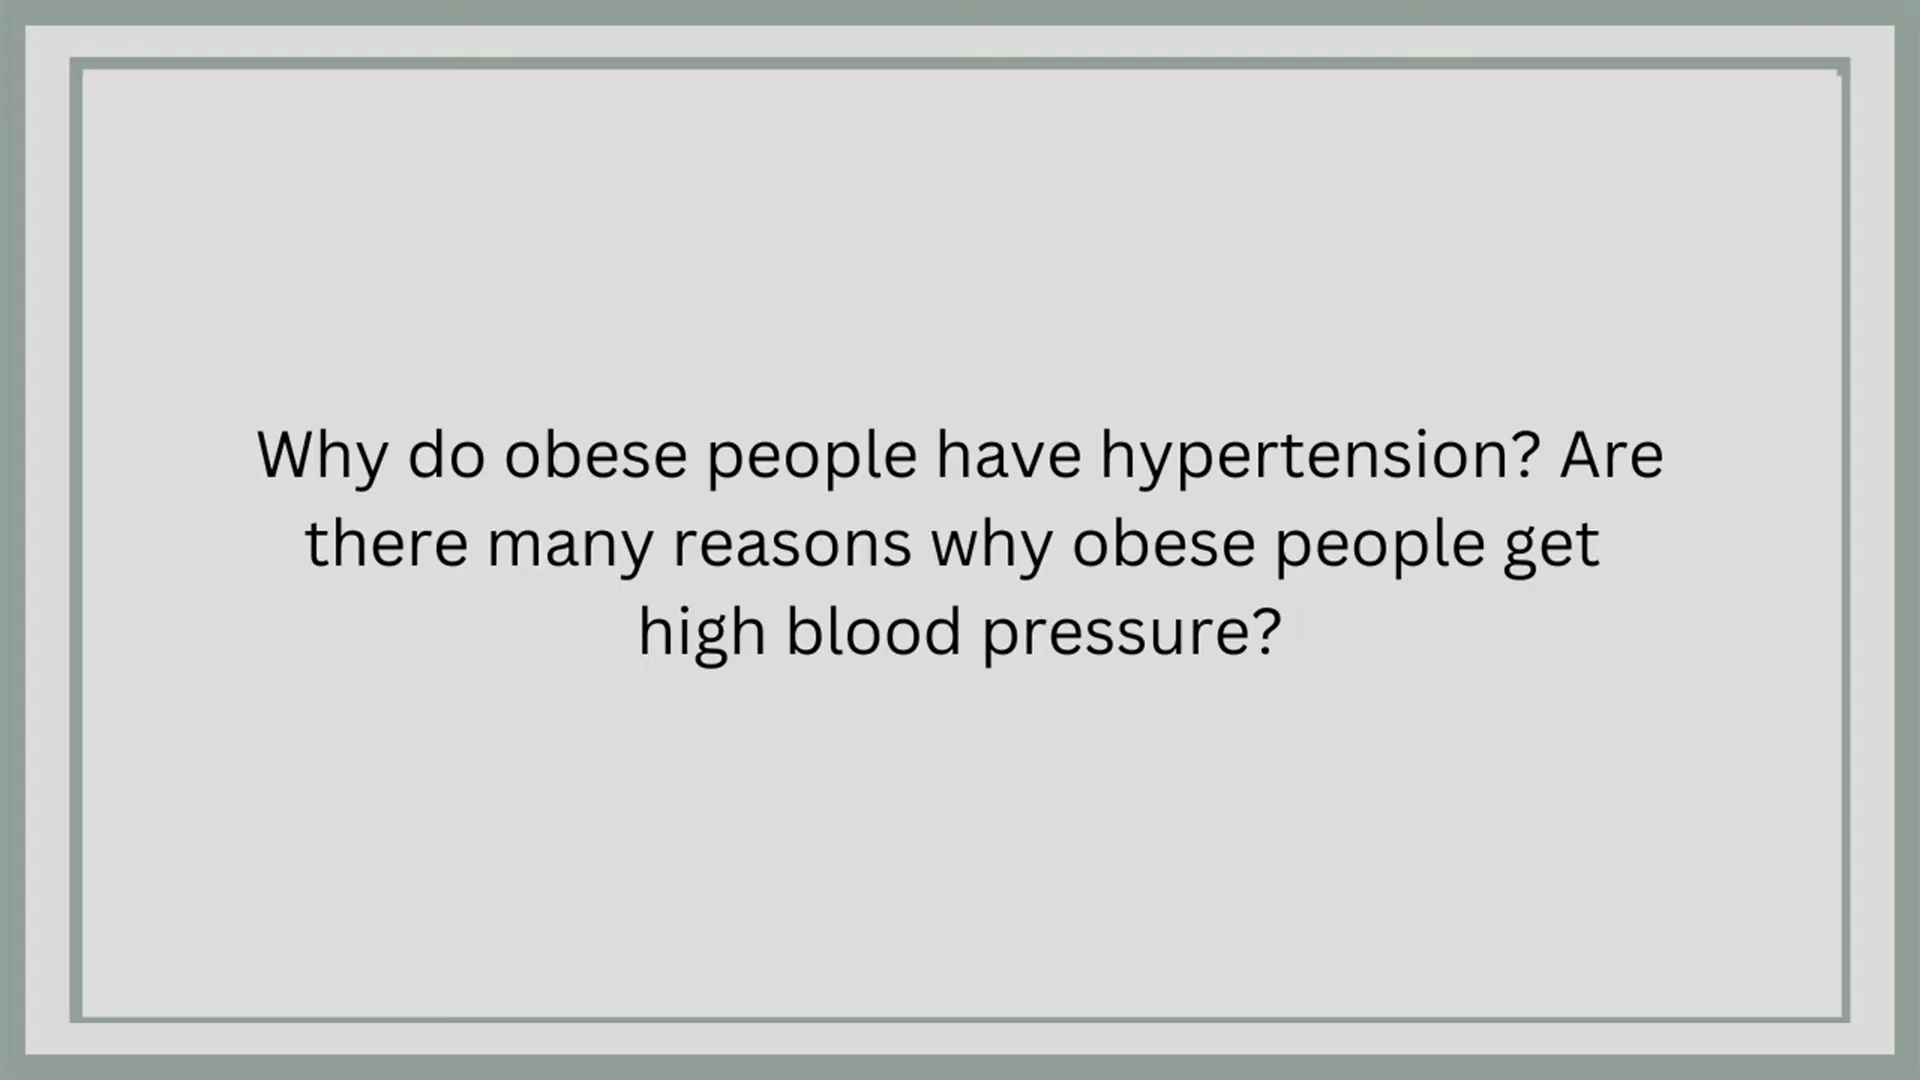 Why do obese people have hypertension? Are
there many reasons why obese people get
high blood pressure?